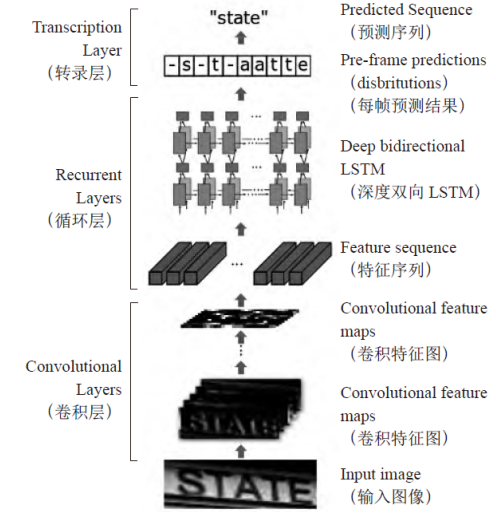 "state"
Predicted Sequence
（预测序列）
Transcription
Layer
（转录层）
-s-t-aatte
Pre-frame predictions
(disbritutions)
（每帧预测结果）
Recurrent
Layers
（循环层）
Deep bidirectional
LSTM
（深度双向 LSTM）
Feature sequence
（特征序列）
Convolutional
Layers
（卷积层）
Convolutional feature
maps
（卷积特征图）
STATE
Convolutional feature
maps
（卷积特征图）
STATE
Input image
（输入图像）